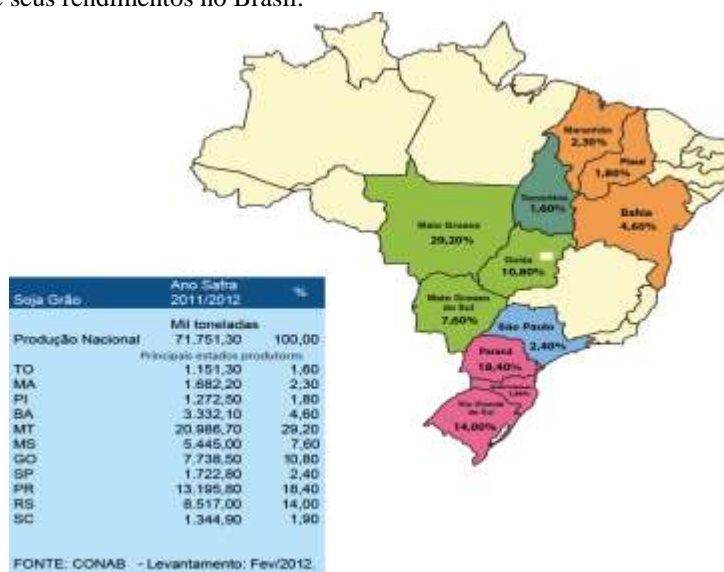 e seus rendimentos no Brasil.
Maranhão
2,30%
Piauí
1,80%
Tocantins
1,60%
Bahia
4,60%
Mato Grosso
29,20%
Goiás
10,80%
Mato Grosso
do Sul
7,60%
São Paulo
2,40%
Paraná
18,40%
Rio Grande
do Sul
14,00%
Soja Grão Ano Safra
2011/2012 %
Mil toneladas
Produção Nacional 71.751,30 100,00
Principais estados produtores
TO 1.151,30 1,60
MA 1.682,20 2,30
PI 1.272,50 1,80
BA 3.332,10 4,60
MT 20.986,70 29,20
MS 5.445,00 7,60
GO 7.738,50 10,80
SP 1.722,80 2,40
PR 13.195,80 18,40
RS 8.517,00 14,00
SC 1.344,90 1,90
FONTE: CONAB - Levantamento: Fev/2012.